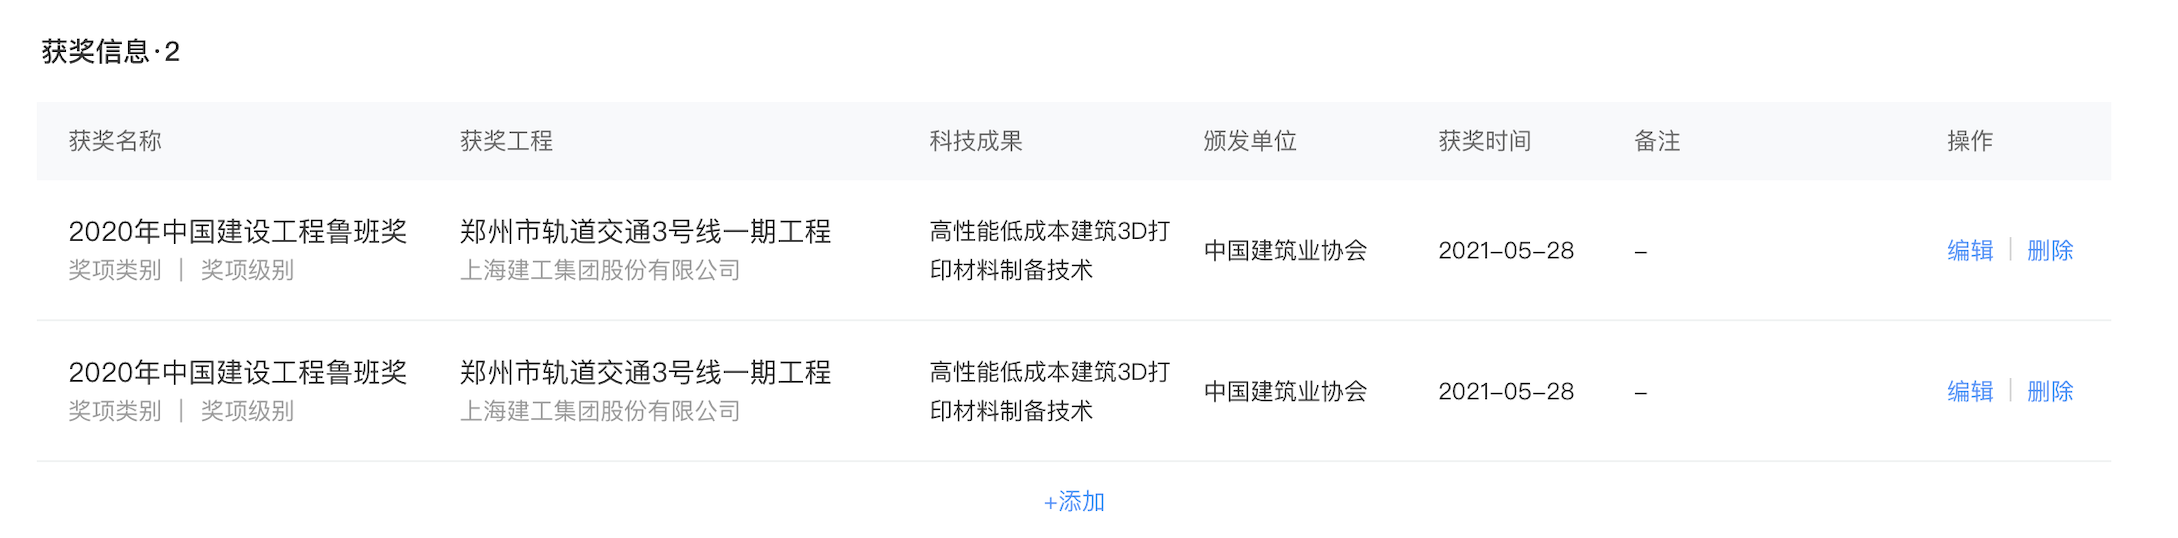 获奖信息·2
获奖名称 获奖工程 科技成果 颁发单位 获奖时间 备注 操作
2020年中国建设工程鲁班奖 郑州市轨道交通3号线一期工程 高性能低成本建筑3D打
中国建筑业协会 2021-05-28 - 编辑 | 删除
奖项类别 | 奖项级别 上海建工集团股份有限公司 印材料制备技术
2020年中国建设工程鲁班奖 郑州市轨道交通3号线一期工程 高性能低成本建筑3D打
中国建筑业协会 2021-05-28 - 编辑 | 删除
奖项类别 | 奖项级别 上海建工集团股份有限公司 印材料制备技术
+添加